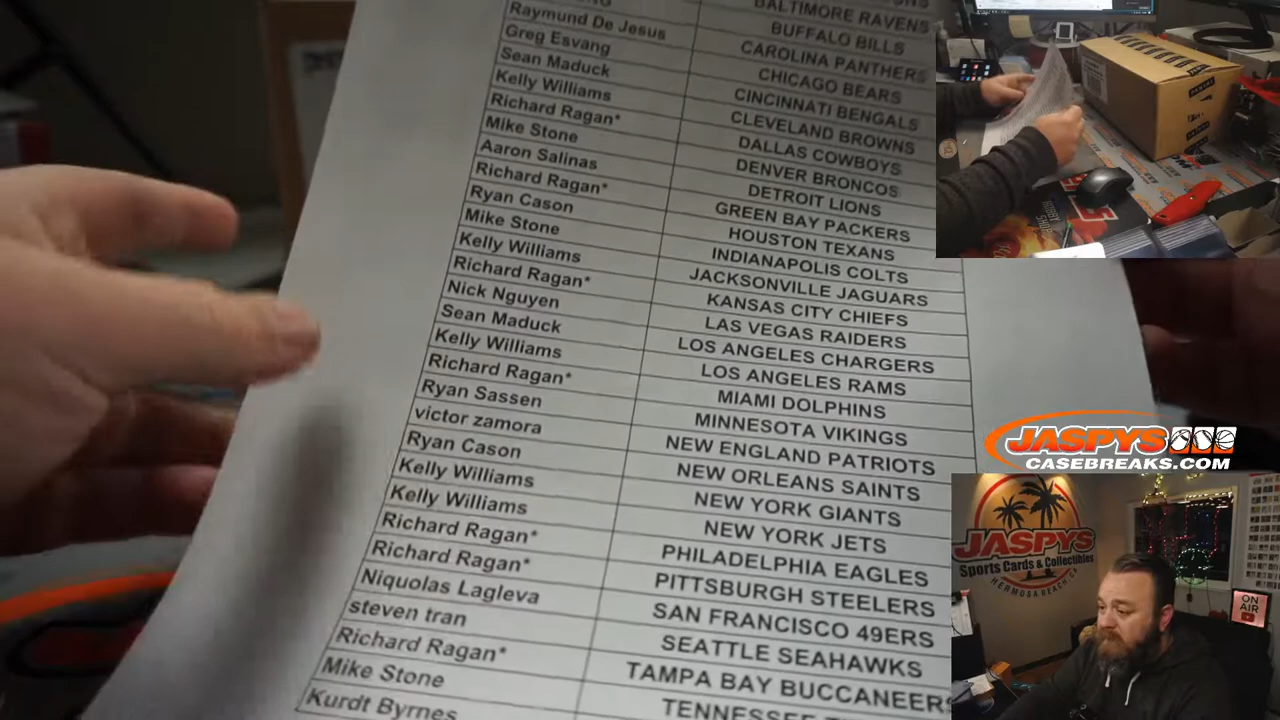 BALTIMORE RAVENS
BUFFALO BILLS
Raymund De Jesus CAROLINA PANTHERS
Greg Esvang CHICAGO BEARS
Sean Maduck CINCINNATI BENGALS
Kelly Williams CLEVELAND BROWNS
Richard Ragan* DALLAS COWBOYS
Mike Stone DENVER BRONCOS
Aaron Salinas DETROIT LIONS
Richard Ragan* GREEN BAY PACKERS
Ryan Cason HOUSTON TEXANS
Mike Stone INDIANAPOLIS COLTS
Kelly Williams JACKSONVILLE JAGUARS
Richard Ragan* KANSAS CITY CHIEFS
Nick Nguyen LAS VEGAS RAIDERS
Sean Maduck LOS ANGELES CHARGERS
Kelly Williams LOS ANGELES RAMS
Richard Ragan* MIAMI DOLPHINS
Ryan Sassen MINNESOTA VIKINGS
victor zamora NEW ENGLAND PATRIOTS
Ryan Cason NEW ORLEANS SAINTS
Kelly Williams NEW YORK GIANTS
Kelly Williams NEW YORK JETS
Richard Ragan* PHILADELPHIA EAGLES
Richard Ragan* PITTSBURGH STEELERS
Niquolas Lagleva SAN FRANCISCO 49ERS
steven tran SEATTLE SEAHAWKS
Richard Ragan* TAMPA BAY BUCCANEERS
Mike Stone TENNESSEE
Kurdt Byrnes
JASPYS
CASEBREAKS.COM
JASPYS
Sports Cards & Collectibles
HERMOSA BEACH, CA
ON
AIR